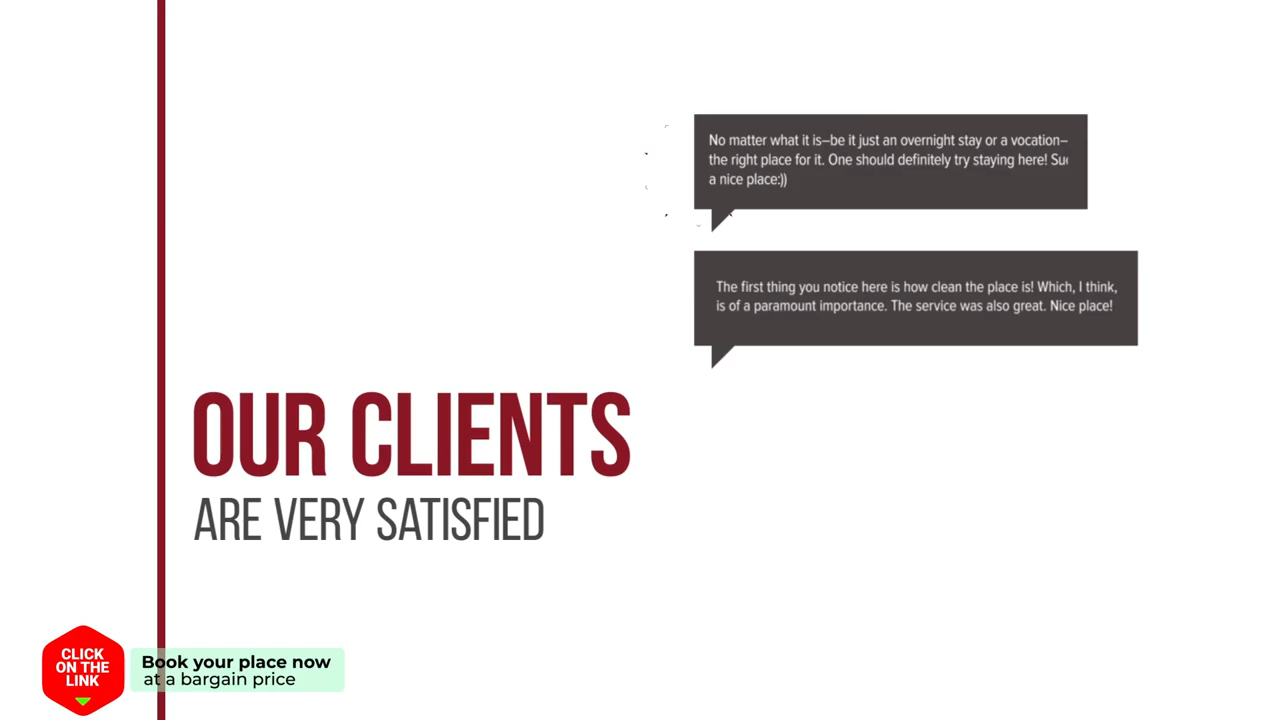 No matter what it is–be it just an overnight stay or a vocation–
the right place for it. One should definitely try staying here!
a nice place:))
The first thing you notice here is how clean the place is! Which, I think,
is of a paramount importance. The service was also great. Nice place!
OUR CLIENTS
ARE VERY SATISFIED
CLICK
ON THE
LINK
Book your place now
at a bargain price